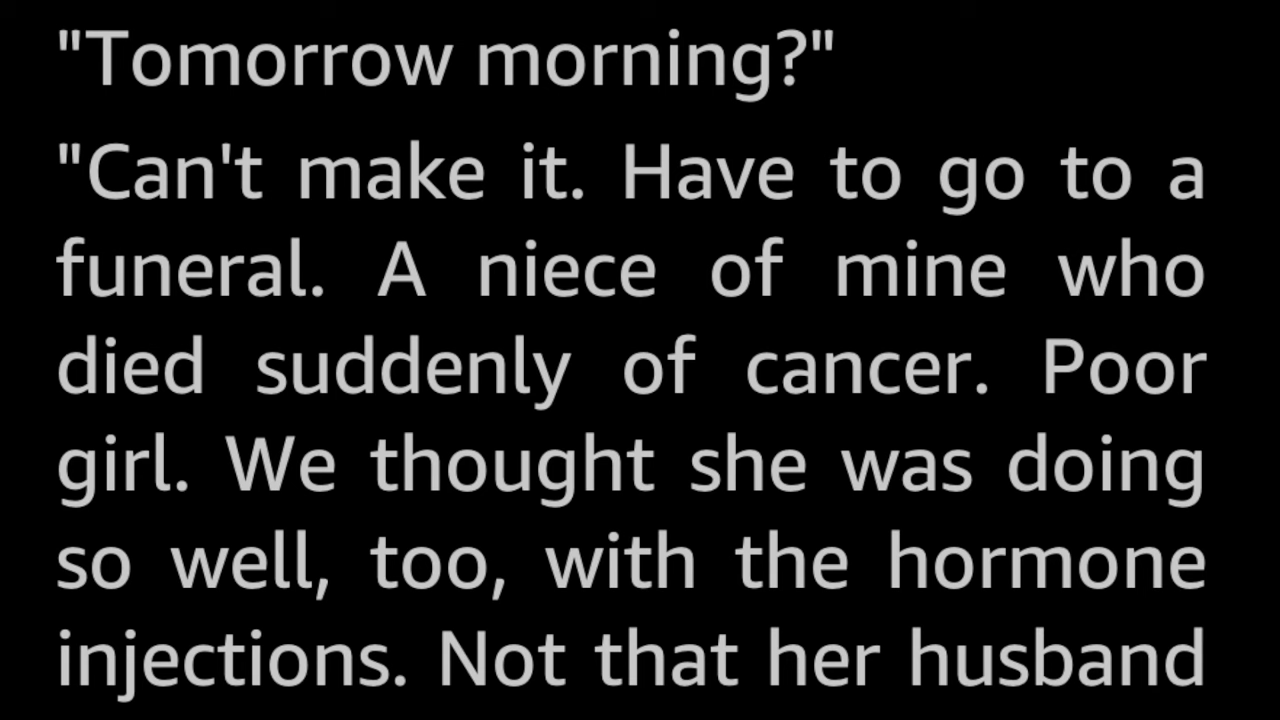 "Tomorrow morning?"
"Can't make it. Have to go to a
funeral. A niece of mine who
died suddenly of cancer. Poor
girl. We thought she was doing
so well, too, with the hormone
injections. Not that her husband